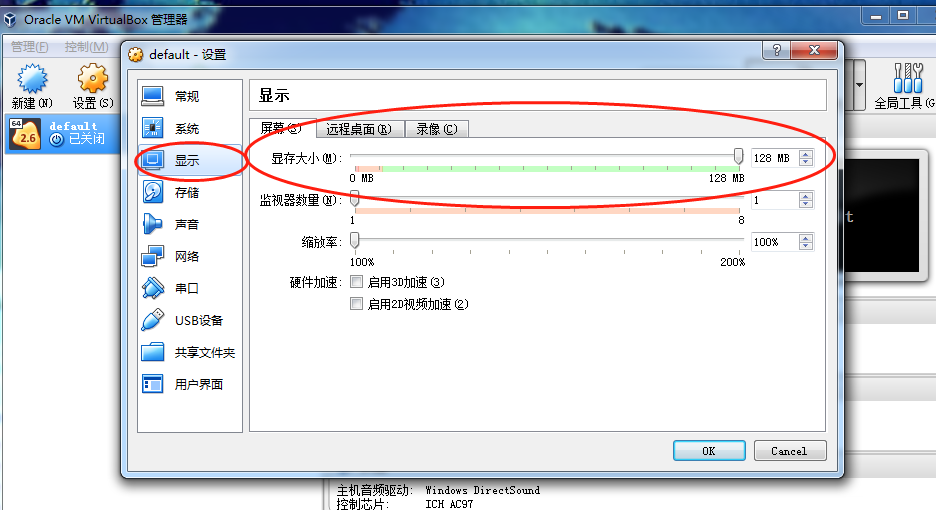 Oracle VM VirtualBox 管理器
管理(F) 控制(M)
新建(N) 设置(S)
全局工具(G
64
2.6
default
已关闭
default - 设置
常规
系统
显示
存储
声音
网络
串口
USB设备
共享文件夹
用户界面
显示
屏幕(S) 远程桌面(R) 录像(C)
显存大小(M): 128 MB
0 MB 128 MB
监视器数量(N): 1
1 8
缩放率: 100%
100% 200%
硬件加速: 启用3D加速(3)
启用2D视频加速(2)
OK Cancel
t
主机音频驱动: Windows DirectSound
控制芯片: ICH AC97